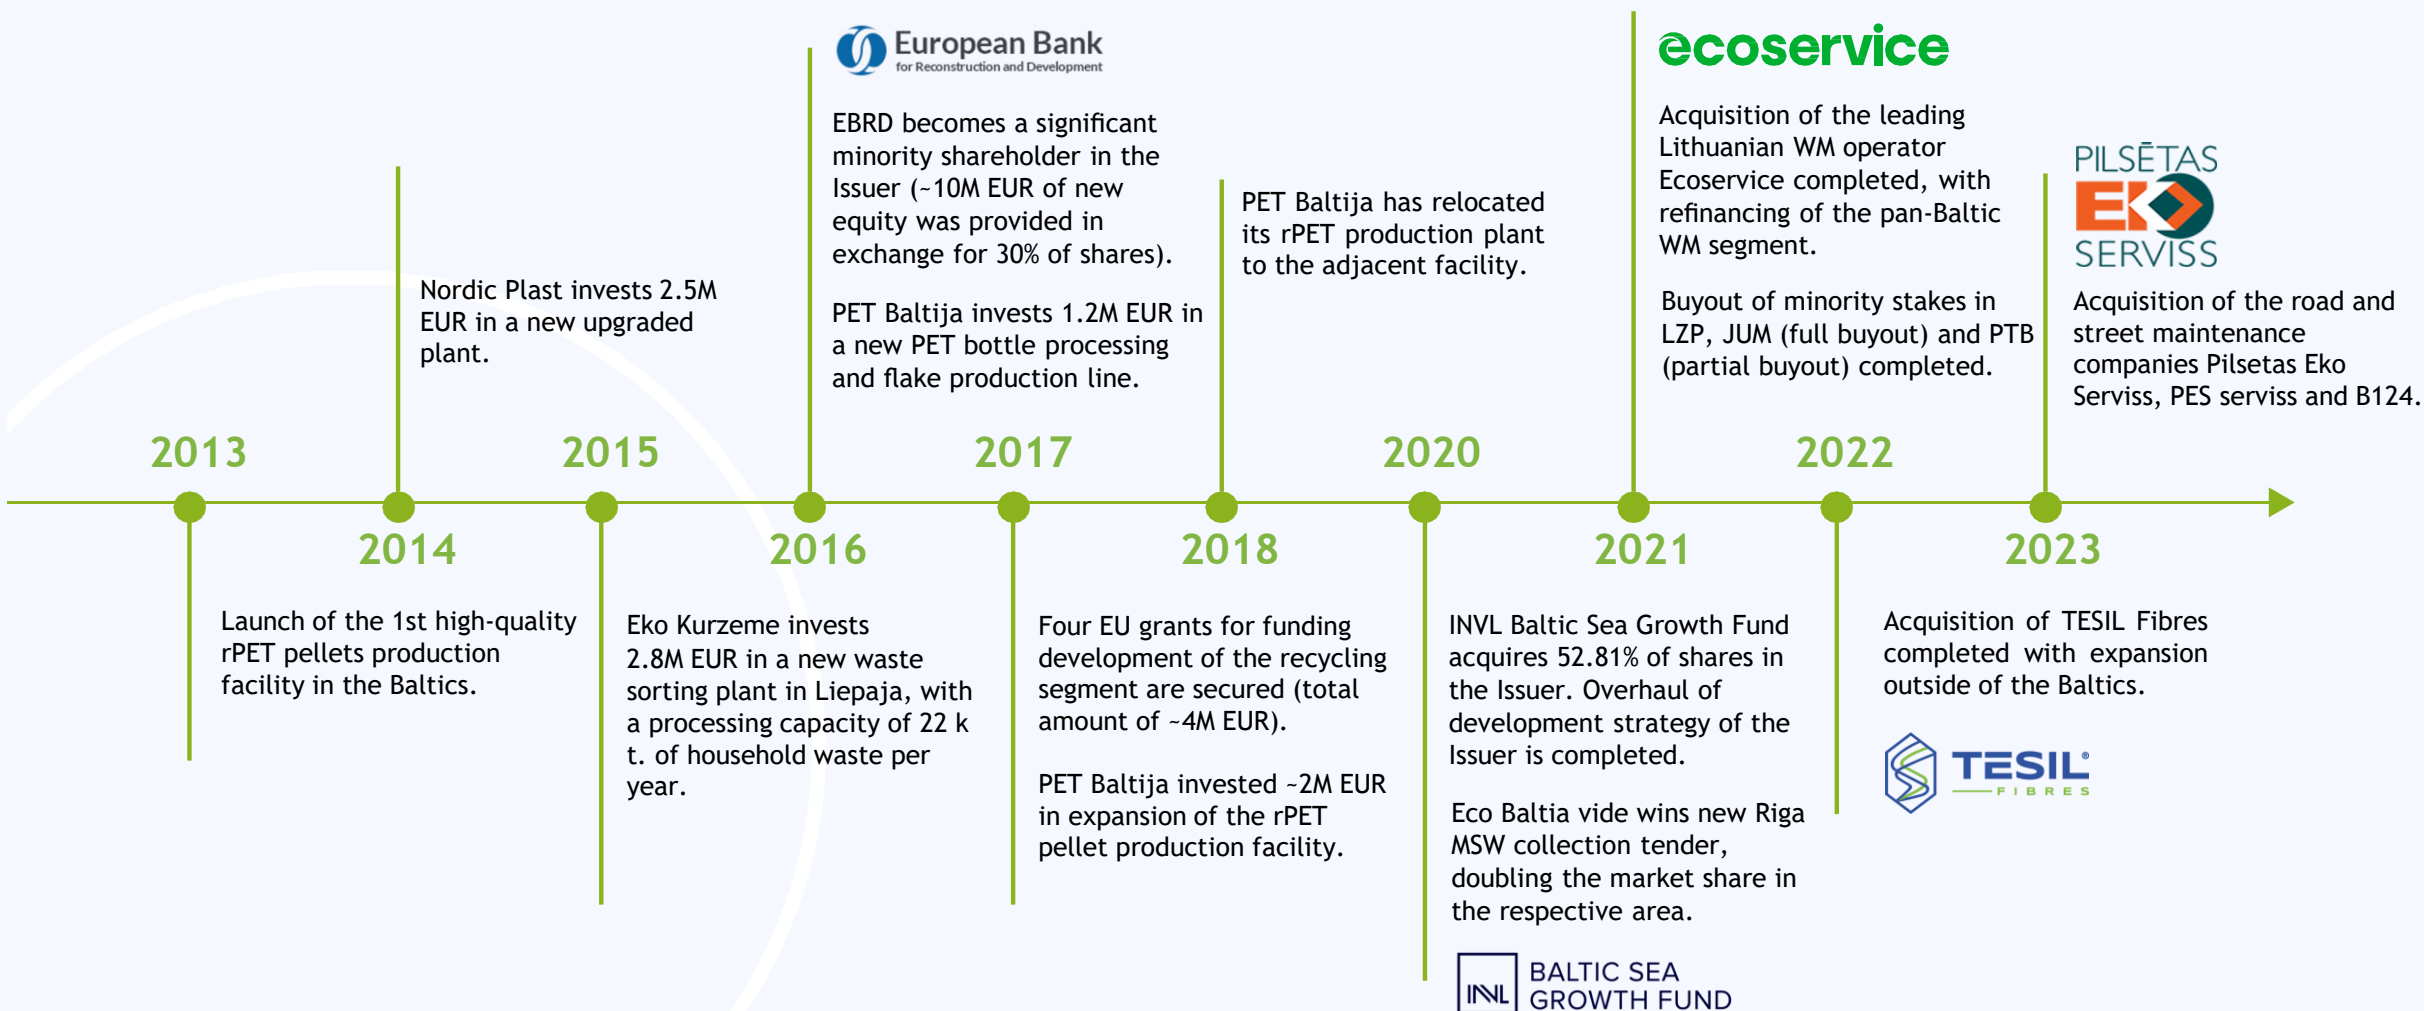 European Bank
for Reconstruction and Development
EBRD becomes a significant
minority shareholder in the
Issuer (~10M EUR of new
equity was provided in
exchange for 30% of shares).
PET Baltija invests 1.2M EUR in
a new PET bottle processing
and flake production line.
ecoservice
Acquisition of the leading
Lithuanian WM operator
Ecoservice completed, with
refinancing of the pan-Baltic
WM segment.
Buyout of minority stakes in
LZP, JUM (full buyout) and PTB
(partial buyout) completed.
PILSĒTAS
EKO
SERVISS
Acquisition of the road and
street maintenance
companies Pilsetas Eko
Serviss, PES serviss and B124.
PET Baltija has relocated
its rPET production plant
to the adjacent facility.
Nordic Plast invests 2.5M
EUR in a new upgraded
plant.
2013
2015
2017
2020
2022
2014
2016
2018
2021
2023
Launch of the 1st high-quality
rPET pellets production
facility in the Baltics.
Eko Kurzeme invests
2.8M EUR in a new waste
sorting plant in Liepaja, with
a processing capacity of 22 k
t. of household waste per
year.
Four EU grants for funding
development of the recycling
segment are secured (total
amount of ~4M EUR).
PET Baltija invested ~2M EUR
in expansion of the rPET
pellet production facility.
INVL Baltic Sea Growth Fund
acquires 52.81% of shares in
the Issuer. Overhaul of
development strategy of the
Issuer is completed.
Eco Baltia vide wins new Riga
MSW collection tender,
doubling the market share in
the respective area.
INVL
BALTIC SEA
GROWTH FUND
Acquisition of TESIL Fibres
completed with expansion
outside of the Baltics.
TESIL®
FIBRES